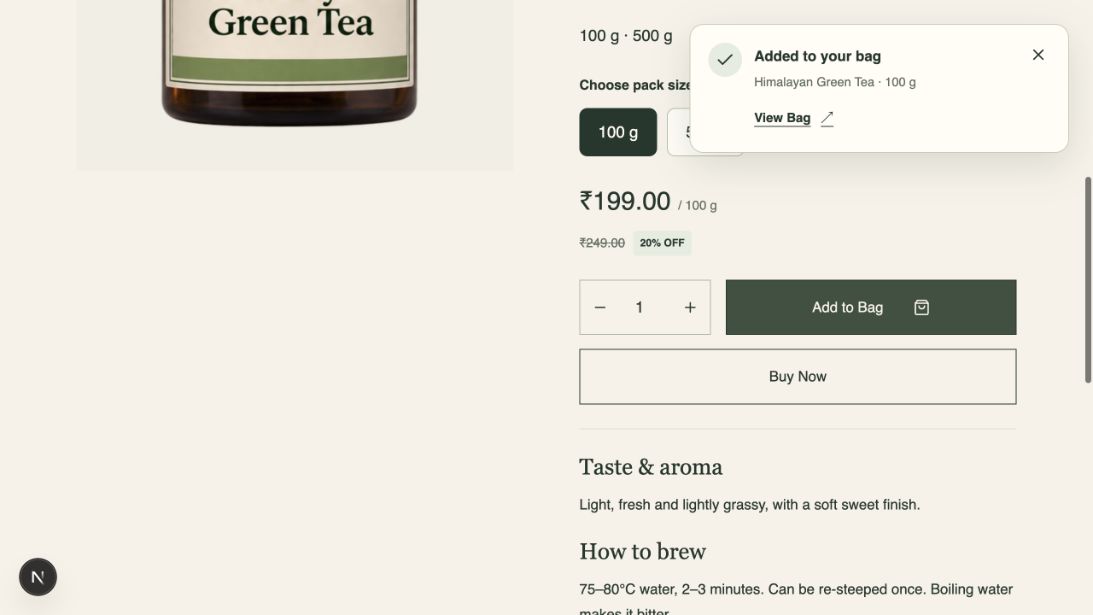 Green Tea
100 g · 500 g
Added to your bag
Himalayan Green Tea · 100 g
View Bag
Choose pack size
100 g
₹199.00 / 100 g
₹249.00 20% OFF
1
Add to Bag
Buy Now
Taste & aroma
Light, fresh and lightly grassy, with a soft sweet finish.
How to brew
75–80°C water, 2–3 minutes. Can be re-steeped once. Boiling water
makes it bitter.
N